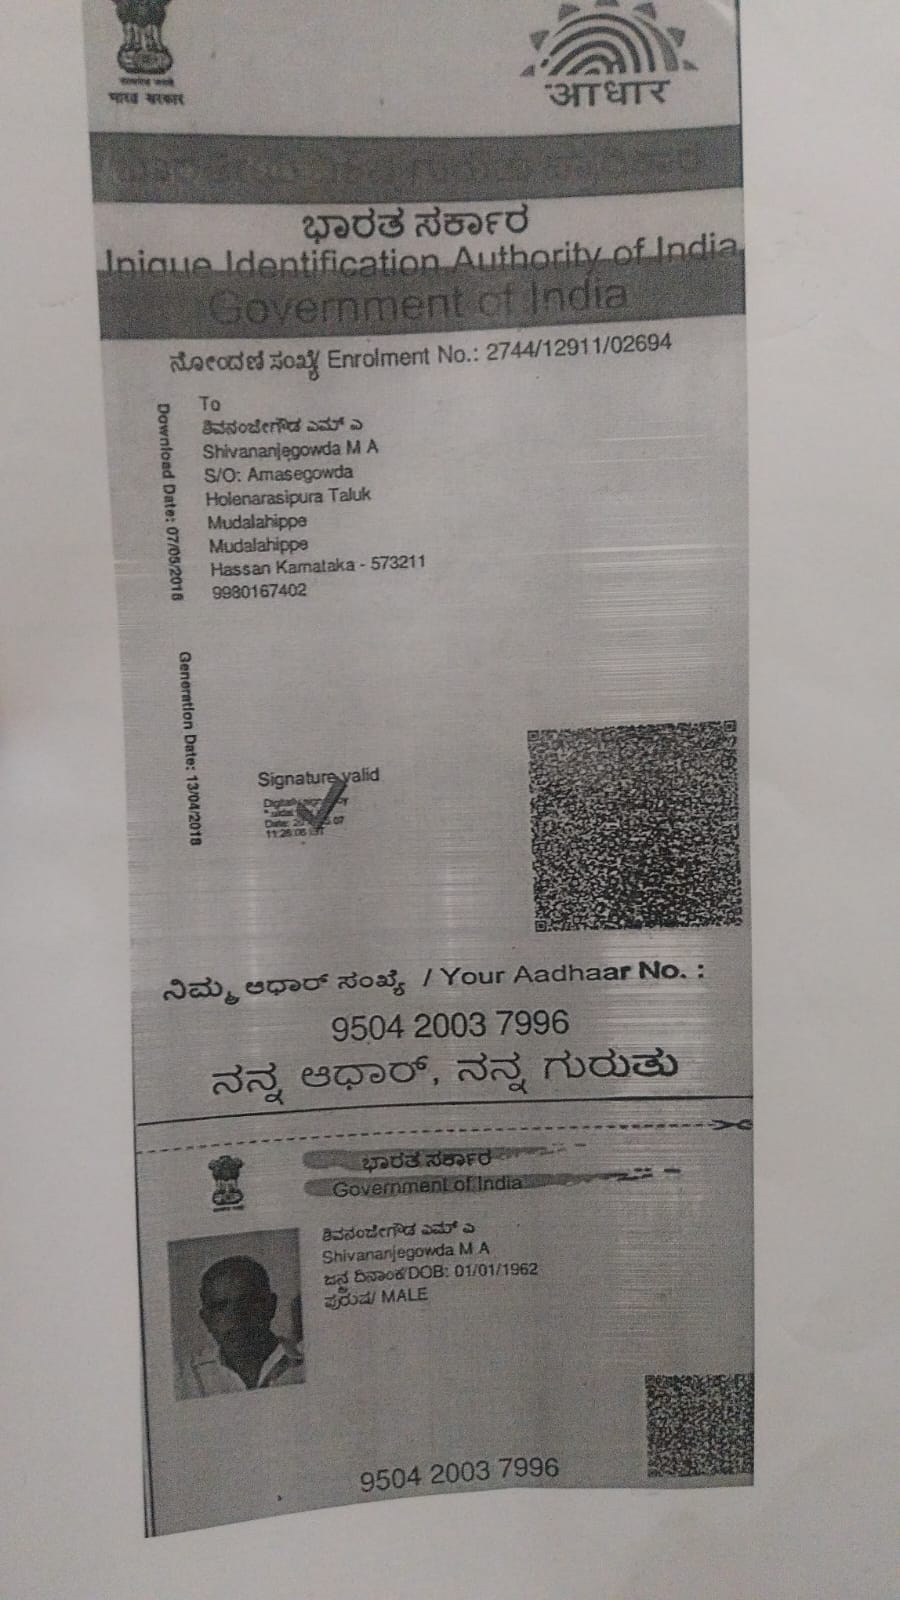 भारत सरकार
आधार
ಭಾರತ ಸರ್ಕಾರ
Unique Identification Authority of India
Government of India
ನೋಂದಣಿ ಸಂಖ್ಯೆ/ Enrolment No.: 2744/12911/02694
Download Date: 07/05/2018
To
ಶಿವನಂಜೇಗೌಡ ಎಮ್ ಎ
Shivananjegowda M A
S/O: Amasegowda
Holenarasipura Taluk
Mudalahippe
Mudalahippe
Hassan Karnataka - 573211
9980167402
Generation Date: 13/04/2018
Signature valid
ನಿಮ್ಮ ಆಧಾರ್ ಸಂಖ್ಯೆ / Your Aadhaar No. :
9504 2003 7996
ನನ್ನ ಆಧಾರ್, ನನ್ನ ಗುರುತು
ಭಾರತ ಸರ್ಕಾರ
Government of India
ಶಿವನಂಜೇಗೌಡ ಎಮ್ ಎ
Shivananjegowda M A
ಜನ್ಮ ದಿನಾಂಕ/DOB: 01/01/1962
ಪುರುಷ/ MALE
9504 2003 7996